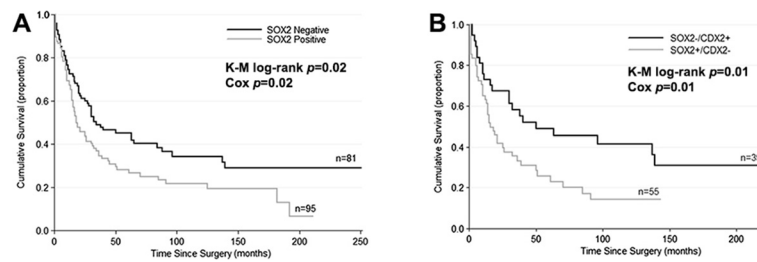 A
SOX2 Negative
SOX2 Positive
K-M log-rank p=0.02
Cox p=0.02
Cumulative Survival (proportion)
1.0
0.8
0.6
0.4
0.2
0.0
n=81
n=95
0 50 100 150 200 250
Time Since Surgery (months)
B
SOX2-/CDX2+
SOX2+/CDX2-
K-M log-rank p=0.01
Cox p=0.01
Cumulative Survival (proportion)
1.0
0.8
0.6
0.4
0.2
0.0
n=55
0 50 100 150 200
Time Since Surgery (months)